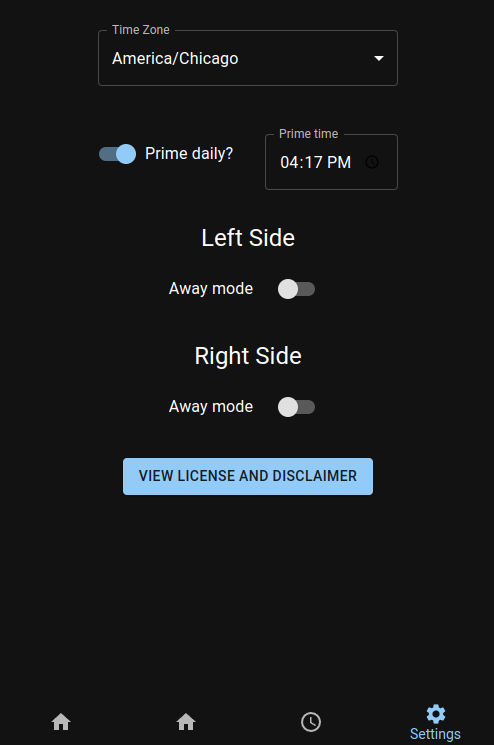 Time Zone
America/Chicago
Prime daily?
Prime time
04:17 PM
Left Side
Away mode
Right Side
Away mode
VIEW LICENSE AND DISCLAIMER
Settings